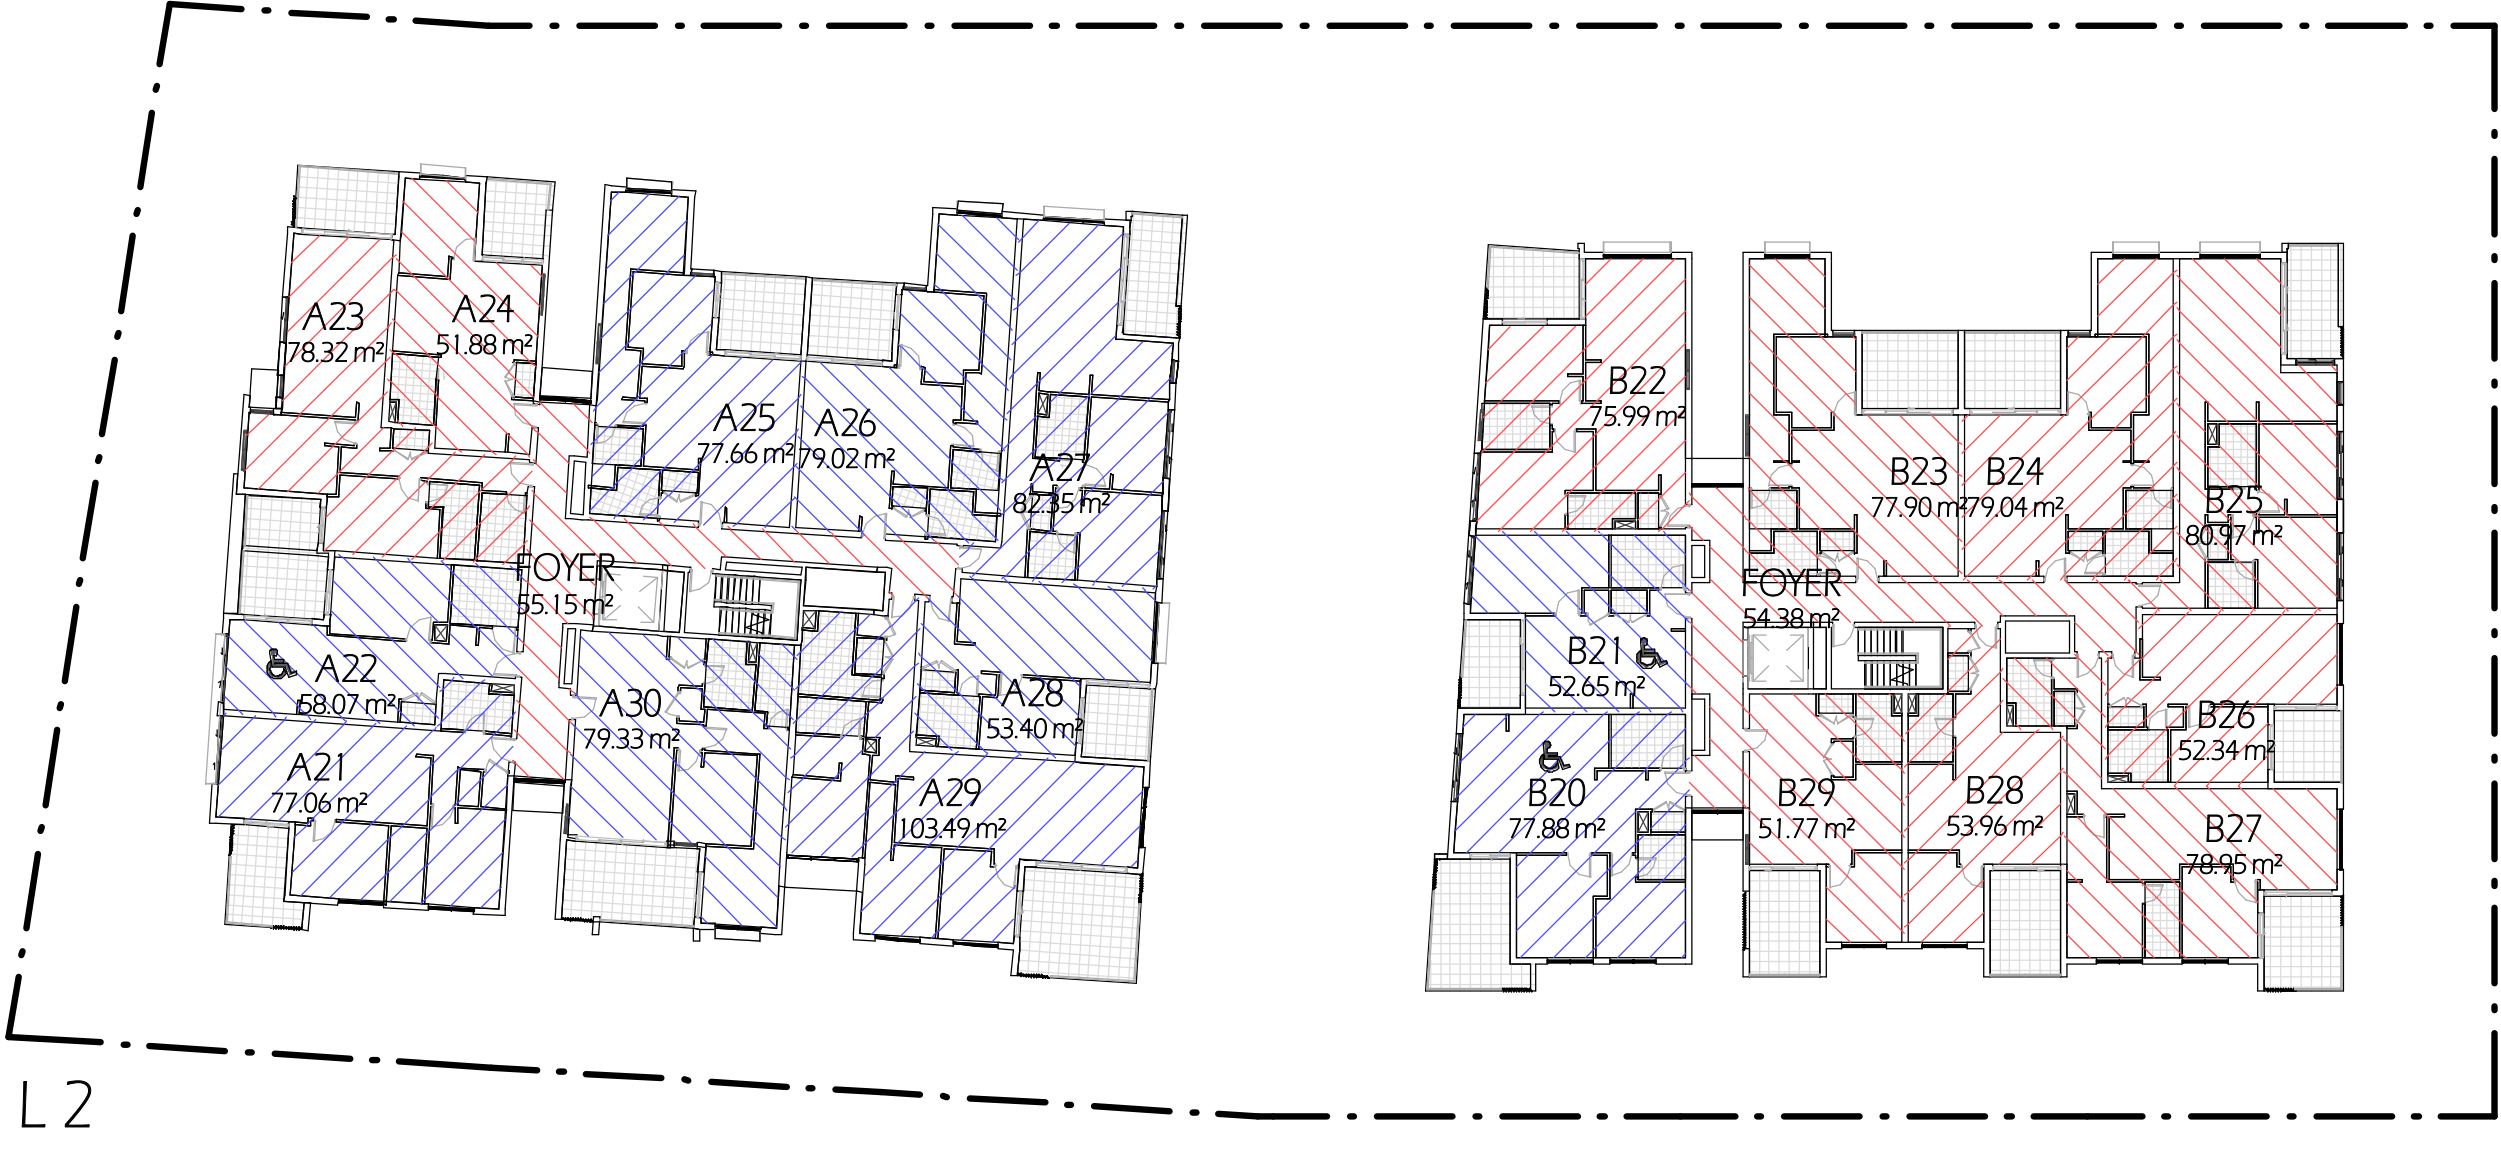 A23
78.32 m²
A24
51.88 m²
A25
77.66 m²
A26
79.02 m²
A27
82.35 m²
FOYER
55.15 m²
A22
58.07 m²
A21
77.06 m²
A30
79.33 m²
A28
53.40 m²
A29
103.49 m²
B22
75.99 m²
B23
77.90 m²
B24
79.04 m²
B25
80.97 m²
FOYER
54.38 m²
B21
52.65 m²
B20
77.88 m²
B29
51.77 m²
B28
53.96 m²
B26
52.34 m²
B27
78.95 m²
L2